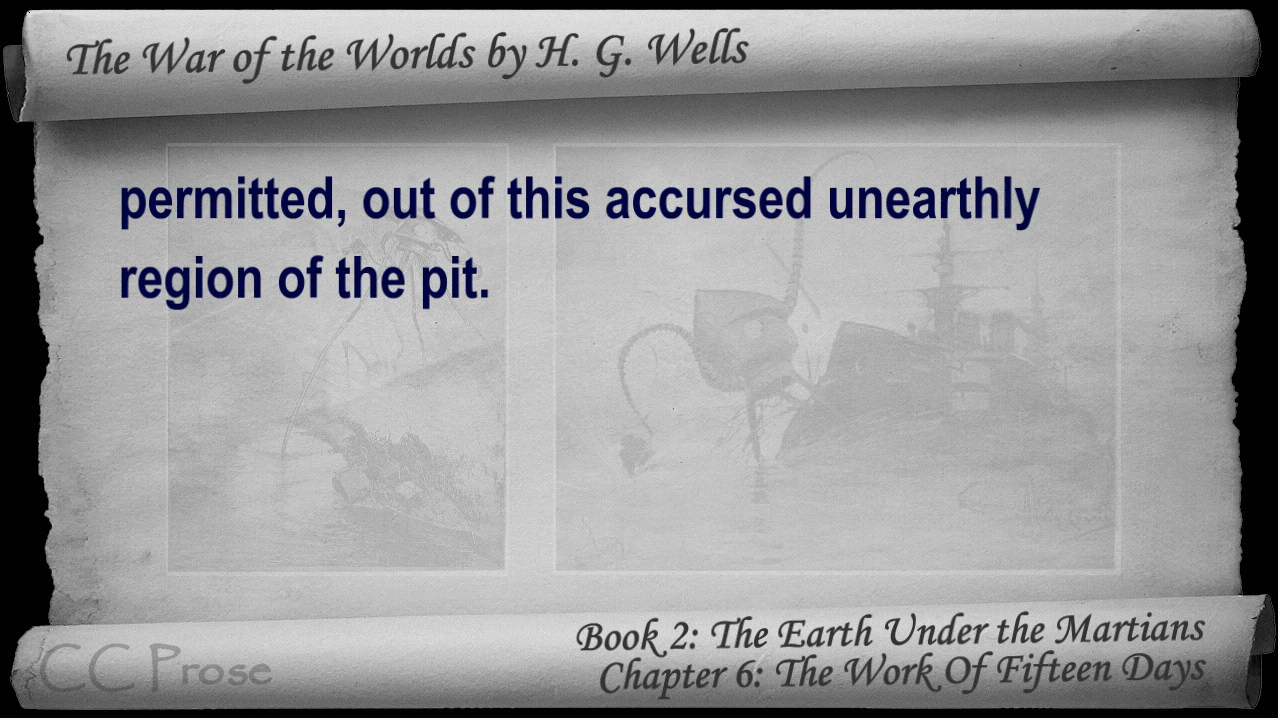 The War of the Worlds by H. G. Wells
permitted, out of this accursed unearthly
region of the pit.
Book 2: The Earth Under the Martians
Chapter 6: The Work Of Fifteen Days
CC Prose